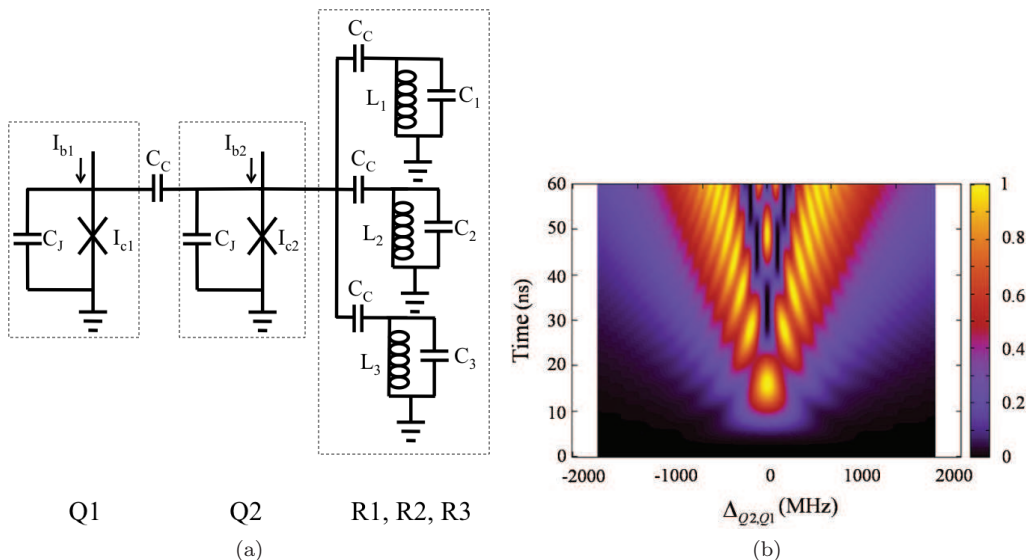 C_C
L_1
C_1
I_b1
C_C
C_J
I_c1
I_b2
C_J
I_c2
C_C
L_2
C_2
C_C
L_3
C_3
Q1
Q2
R1, R2, R3
(a)
Time (ns)
60
50
40
30
20
10
0
-2000
-1000
0
1000
2000
Δ_Q2,Q1 (MHz)
1
0.8
0.6
0.4
0.2
0
(b)